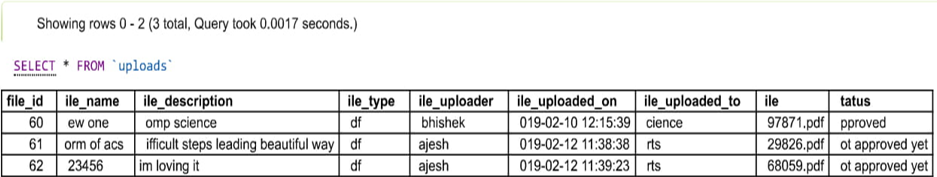 Showing rows 0 - 2 (3 total, Query took 0.0017 seconds.)
SELECT * FROM `uploads`
file_id ile_name ile_description ile_type ile_uploader ile_uploaded_on ile_uploaded_to ile tatus
60 ew one omp science df bhishek 019-02-10 12:15:39 cience 97871.pdf pproved
61 orm of acs ifficult steps leading beautiful way df ajesh 019-02-12 11:38:38 rts 29826.pdf ot approved yet
62 23456 im loving it df ajesh 019-02-12 11:39:23 rts 68059.pdf ot approved yet